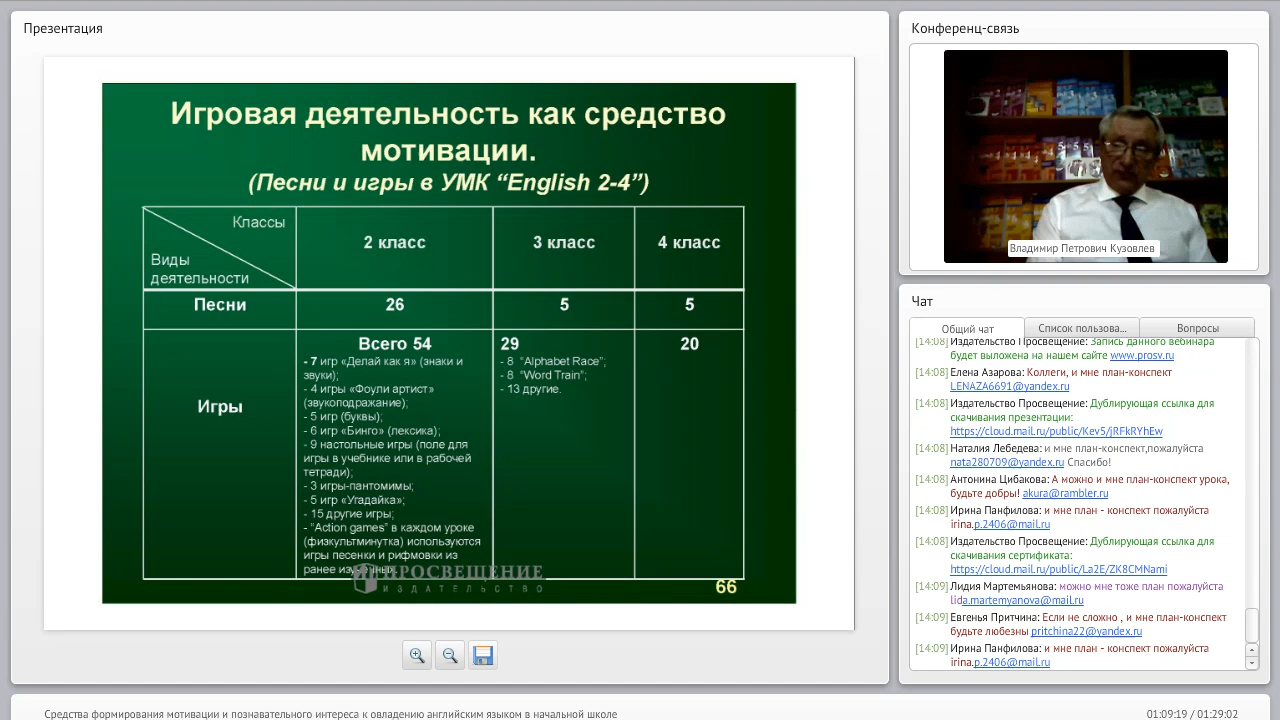 Презентация
Игровая деятельность как средство
мотивации.
(Песни и игры в УМК “English 2-4”)
Классы
Виды
деятельности
2 класс
3 класс
4 класс
Песни
26
5
5
Игры
Всего 54
- 7 игр «Делай как я» (знаки и
звуки);
- 4 игры «Фоули артист»
(звукоподражание);
- 5 игр (буквы);
- 6 игр «Бинго» (лексика);
- 9 настольные игры (поле для
игры в учебнике или в рабочей
тетради);
- 3 игры-пантомимы;
- 5 игр «Угадайка»;
- 15 другие игры;
- “Action games” в каждом уроке
(физкультминутка) используются
игры песенки и рифмовки из
ранее изученных.
29
- 8 “Alphabet Race”;
- 8 “Word Train”;
- 13 другие.
20
ПРОСВЕЩЕНИЕ
ИЗДАТЕЛЬСТВО
66
Конференц-связь
Владимир Петрович Кузовлев
Чат
Общий чат
Список пользова...
Вопросы
[14:08] Издательство Просвещение: Запись данного вебинара
будет выложена на нашем сайте www.prosv.ru
[14:08] Елена Азарова: Коллеги, и мне план-конспект
LENAZA6691@yandex.ru
[14:08] Издательство Просвещение: Дублирующая ссылка для
скачивания презентации:
https://cloud.mail.ru/public/Kev5/jRFkRYhEw
[14:08] Наталия Лебедева: и мне план-конспект,пожалуйста
nata280709@yandex.ru Спасибо!
[14:08] Антонина Цибакова: А можно и мне план-конспект урока,
будьте добры! akura@rambler.ru
[14:08] Ирина Панфилова: и мне план - конспект пожалуйста
irina.p.2406@mail.ru
[14:08] Издательство Просвещение: Дублирующая ссылка для
скачивания сертификата:
https://cloud.mail.ru/public/La2E/ZK8CMNami
[14:09] Лидия Мартемьянова: можно мне тоже план пожалуйста
lida.martemyanova@mail.ru
[14:09] Евгенья Притчина: Если не сложно , и мне план-конспект
будьте любезны pritchina22@yandex.ru
[14:09] Ирина Панфилова: и мне план - конспект пожалуйста
irina.p.2406@mail.ru
Средства формирования мотивации и познавательного интереса к овладению английским языком в начальной школе
01:09:19 / 01:29:02